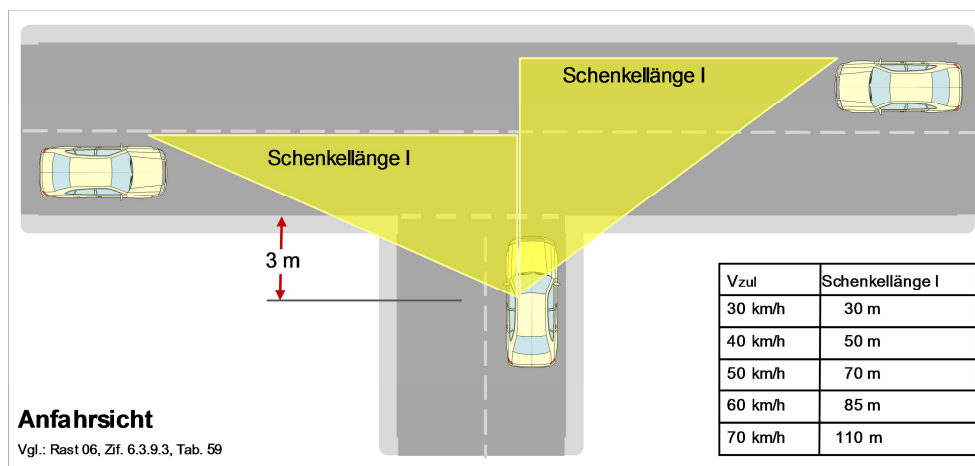 Schenkellänge l
Schenkellänge l
3 m
Vzul Schenkellänge l
30 km/h 30 m
40 km/h 50 m
50 km/h 70 m
60 km/h 85 m
70 km/h 110 m
Anfahrsicht
Vgl.: Rast 06, Zif. 6.3.9.3, Tab. 59